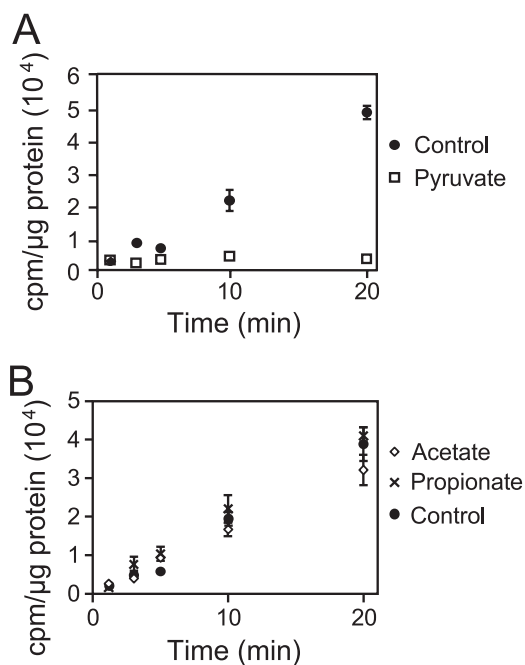 A
cpm/µg protein (10⁴)
6
5
4
3
2
1
0
0 10 20
Time (min)
Control
Pyruvate
B
cpm/µg protein (10⁴)
5
4
3
2
1
0
0 10 20
Time (min)
Acetate
Propionate
Control